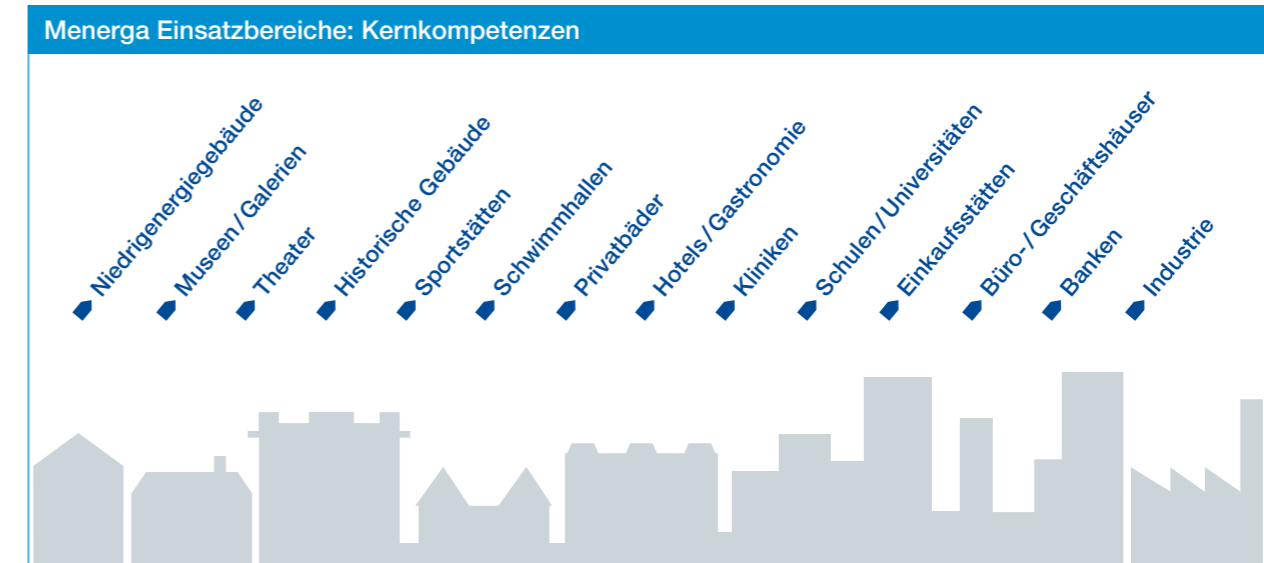 Menerga Einsatzbereiche: Kernkompetenzen
Niedrigenergiegebäude
Museen/Galerien
Theater
Historische Gebäude
Sportstätten
Schwimmhallen
Privatbäder
Hotels/Gastronomie
Kliniken
Schulen/Universitäten
Einkaufsstätten
Büro-/Geschäftshäuser
Banken
Industrie